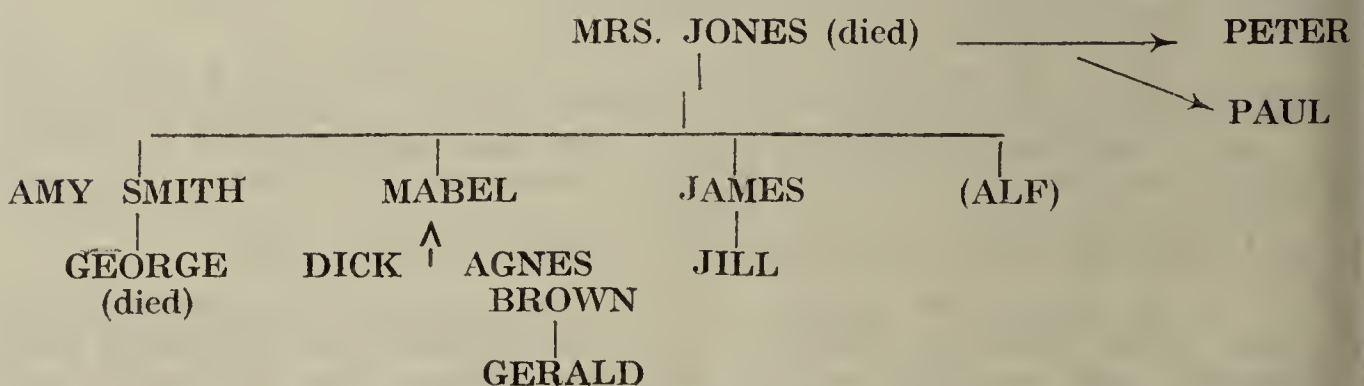 MRS. JONES (died) PETER
PAUL
AMY SMITH MABEL JAMES (ALF)
GEORGE DICK AGNES JILL
(died) BROWN
GERALD